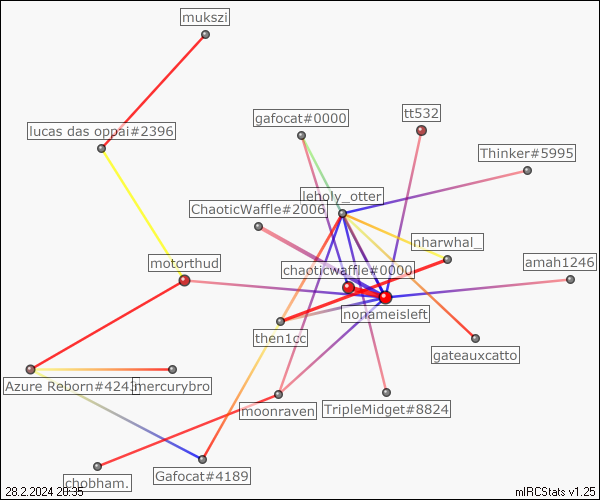 mukszi
gafocat#0000
tt532
lucas das oppai#2396
Thinker#5995
leholy_otter
ChaoticWaffle#2006
nharwhal_
motorthud
chaoticwaffle#0000
amah1246
nonameisleft
then1cc
gateauxcatto
Azure Reborn#4243
mercurybro
moonraven
TripleMidget#8824
chobham.
Gafocat#4189
28.2.2024 20:35
mIRCStats v1.25